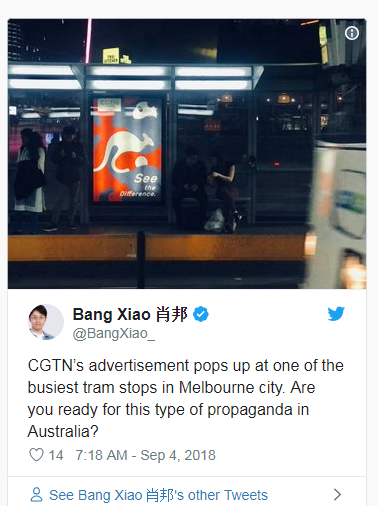 CGTN
See
the
Difference.
Bang Xiao 肖邦
@BangXiao_
CGTN’s advertisement pops up at one of the
busiest tram stops in Melbourne city. Are
you ready for this type of propaganda in
Australia?
14 7:18 AM - Sep 4, 2018
See Bang Xiao 肖邦's other Tweets